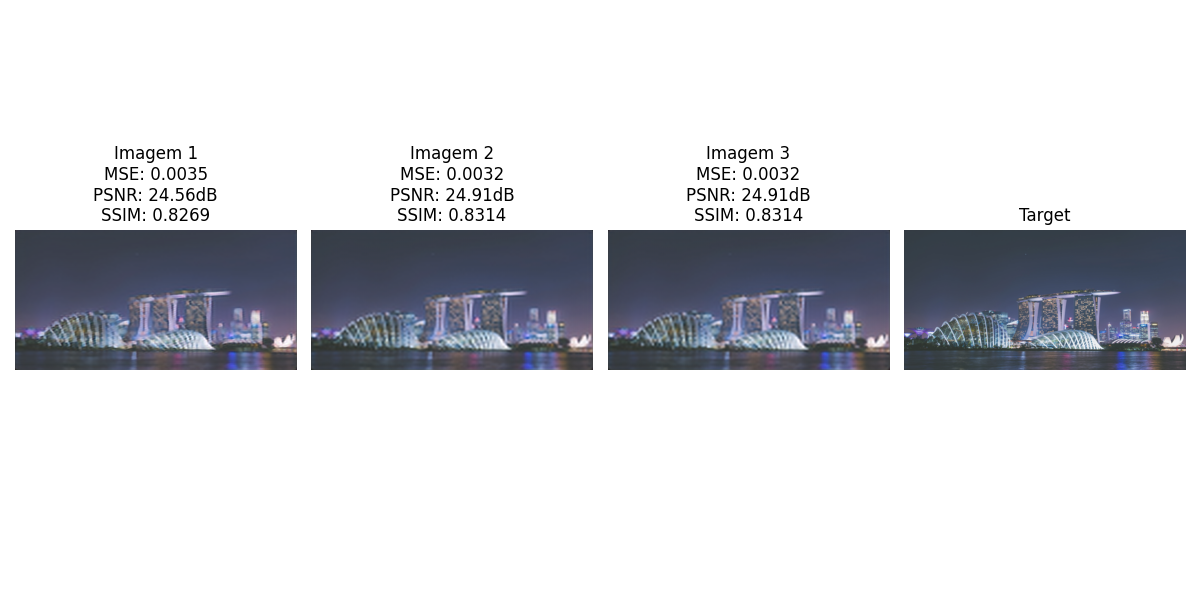 Imagem 1
MSE: 0.0035
PSNR: 24.56dB
SSIM: 0.8269
Imagem 2
MSE: 0.0032
PSNR: 24.91dB
SSIM: 0.8314
Imagem 3
MSE: 0.0032
PSNR: 24.91dB
SSIM: 0.8314
Target